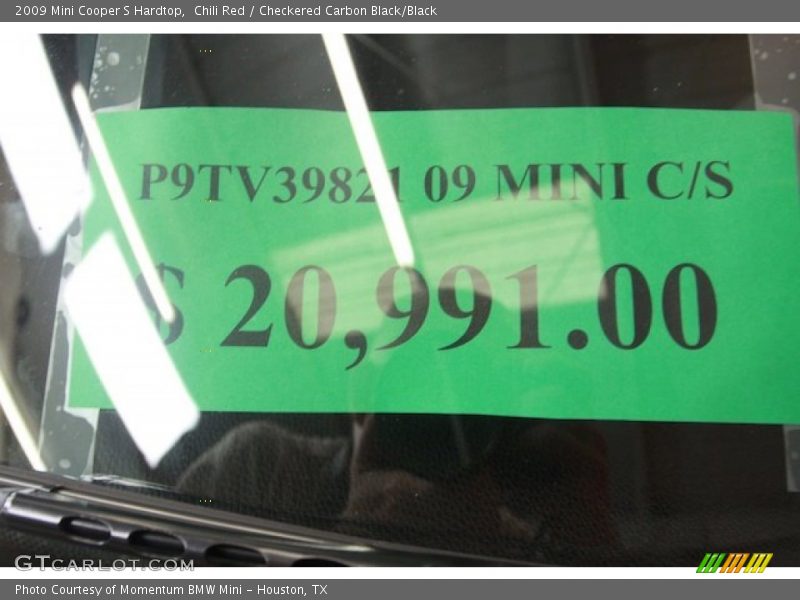 2009 Mini Cooper S Hardtop,  Chili Red / Checkered Carbon Black/Black
P9TV39821 09 MINI C/S
$ 20,991.00
GTcarlot.com
Photo Courtesy of Momentum BMW Mini - Houston, TX